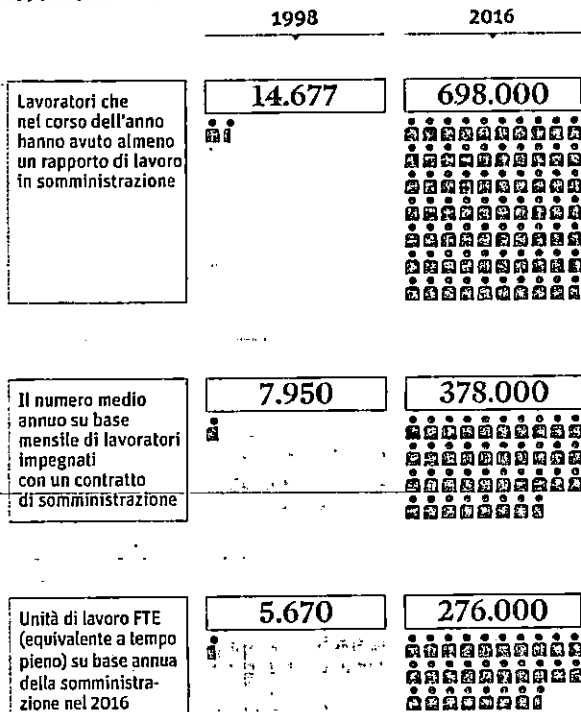 1998 2016
Lavoratori che
nel corso dell'anno
hanno avuto almeno
un rapporto di lavoro
in somministrazione
14.677 698.000
Il numero medio
annuo su base
mensile di lavoratori
impegnati
con un contratto
di somministrazione
7.950 378.000
Unità di lavoro FTE
(equivalente a tempo
pieno) su base annua
della somministra-
zione nel 2016
5.670 276.000